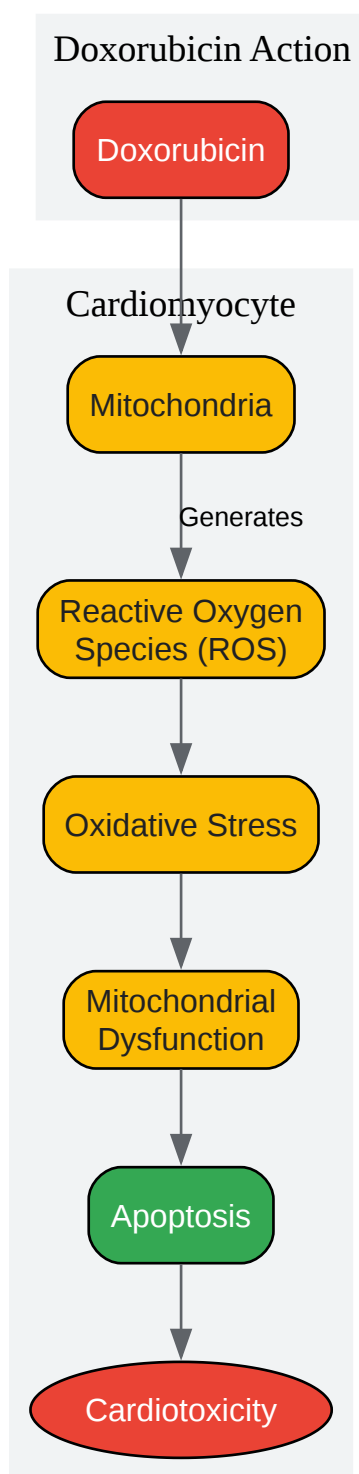 Doxorubicin Action
Doxorubicin
Cardiomyocyte
Mitochondria
Generates
Reactive Oxygen
Species (ROS)
Oxidative Stress
Mitochondrial
Dysfunction
Apoptosis
Cardiotoxicity